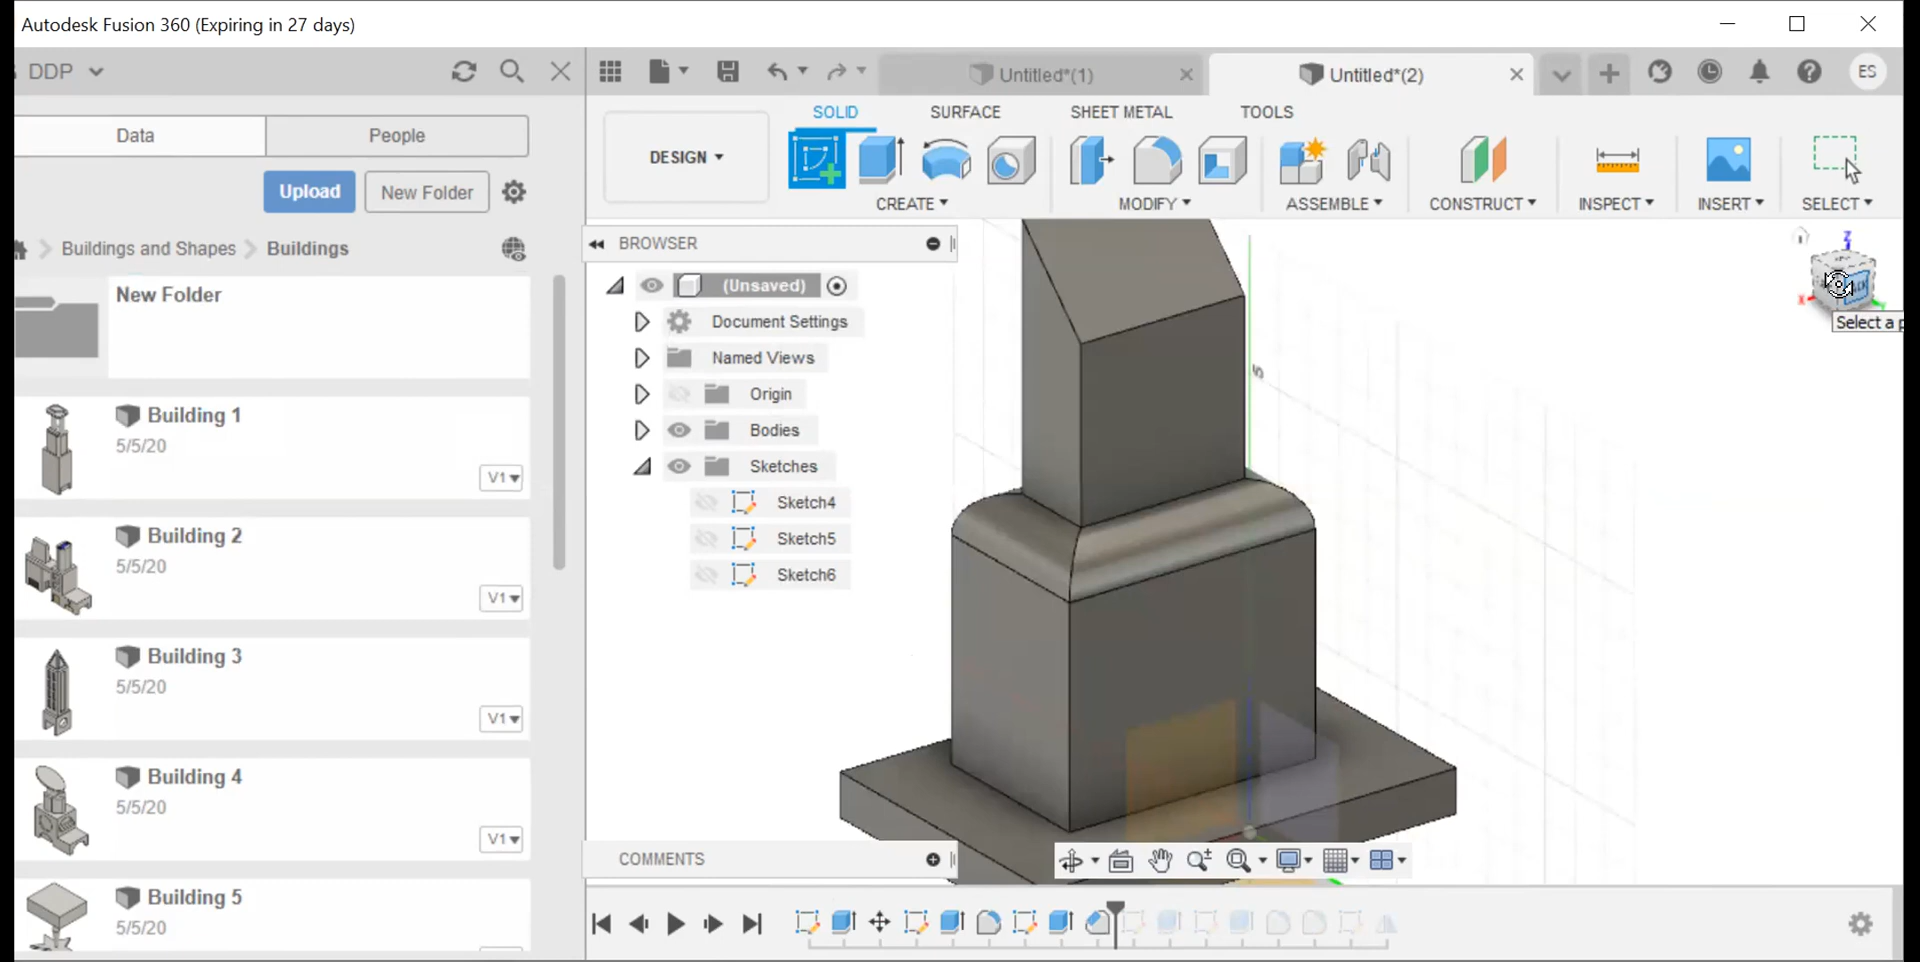 Autodesk Fusion 360 (Expiring in 27 days)
DDP
Untitled*(1)
Untitled*(2)
ES
Data
People
SOLID
SURFACE
SHEET METAL
TOOLS
DESIGN
Upload
New Folder
CREATE
MODIFY
ASSEMBLE
CONSTRUCT
INSPECT
INSERT
SELECT
Buildings and Shapes
Buildings
BROWSER
New Folder
(Unsaved)
Document Settings
Named Views
Origin
Bodies
Sketches
Sketch4
Sketch5
Sketch6
Z
X
Select a p
5
Building 1
5/5/20
V1
Building 2
5/5/20
V1
Building 3
5/5/20
V1
Building 4
5/5/20
V1
Building 5
5/5/20
COMMENTS